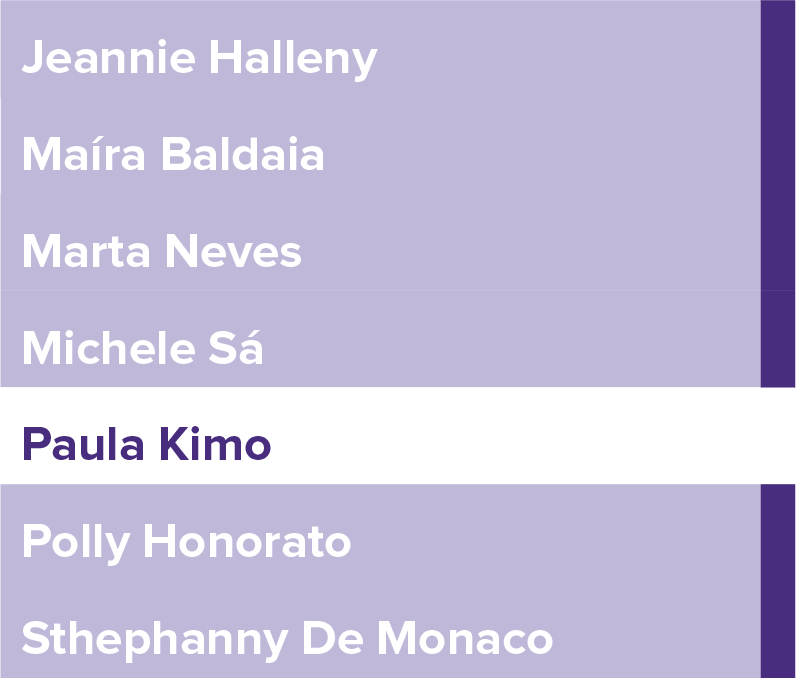 Jeannie Halleny
Maíra Baldaia
Marta Neves
Michele Sá
Paula Kimo
Polly Honorato
Sthephanny De Monaco